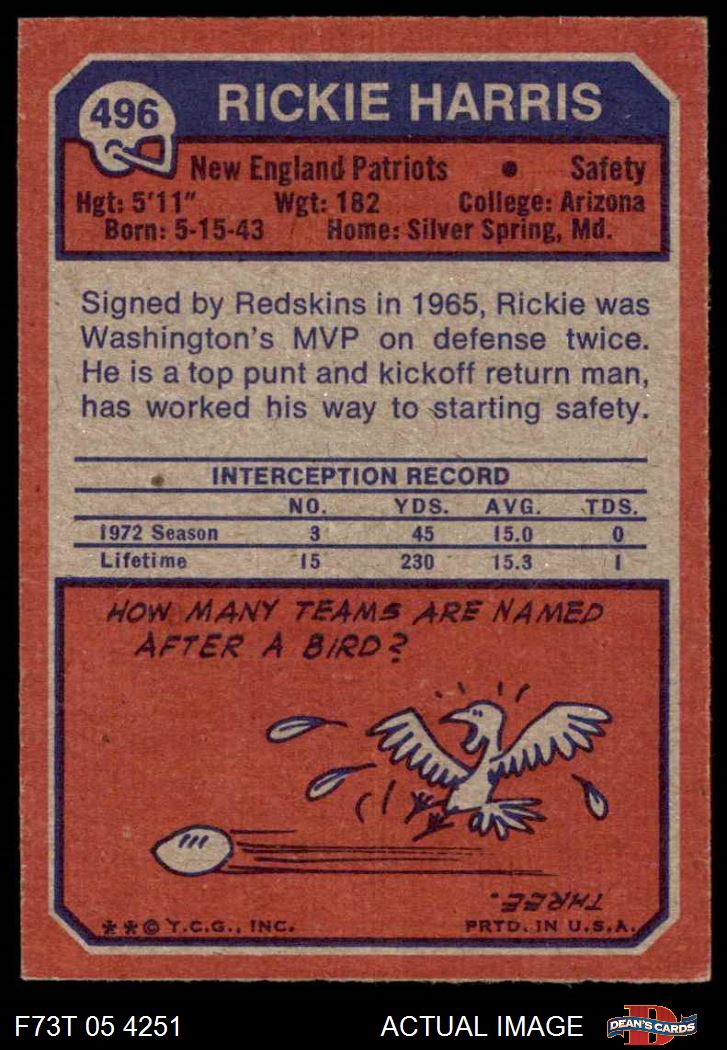 496
RICKIE HARRIS
New England Patriots • Safety
Hgt: 5'11" Wgt: 182 College: Arizona
Born: 5-15-43 Home: Silver Spring, Md.
Signed by Redskins in 1965, Rickie was
Washington's MVP on defense twice.
He is a top punt and kickoff return man,
has worked his way to starting safety.
INTERCEPTION RECORD
NO. YDS. AVG. TDS.
1972 Season 3 45 15.0 0
Lifetime 15 230 15.3 1
HOW MANY TEAMS ARE NAMED
AFTER A BIRD?
THREE.
**© T.C.G., INC. PRTD. IN U.S.A.
F73T 05 4251 ACTUAL IMAGE
D
DEAN'S CARDS